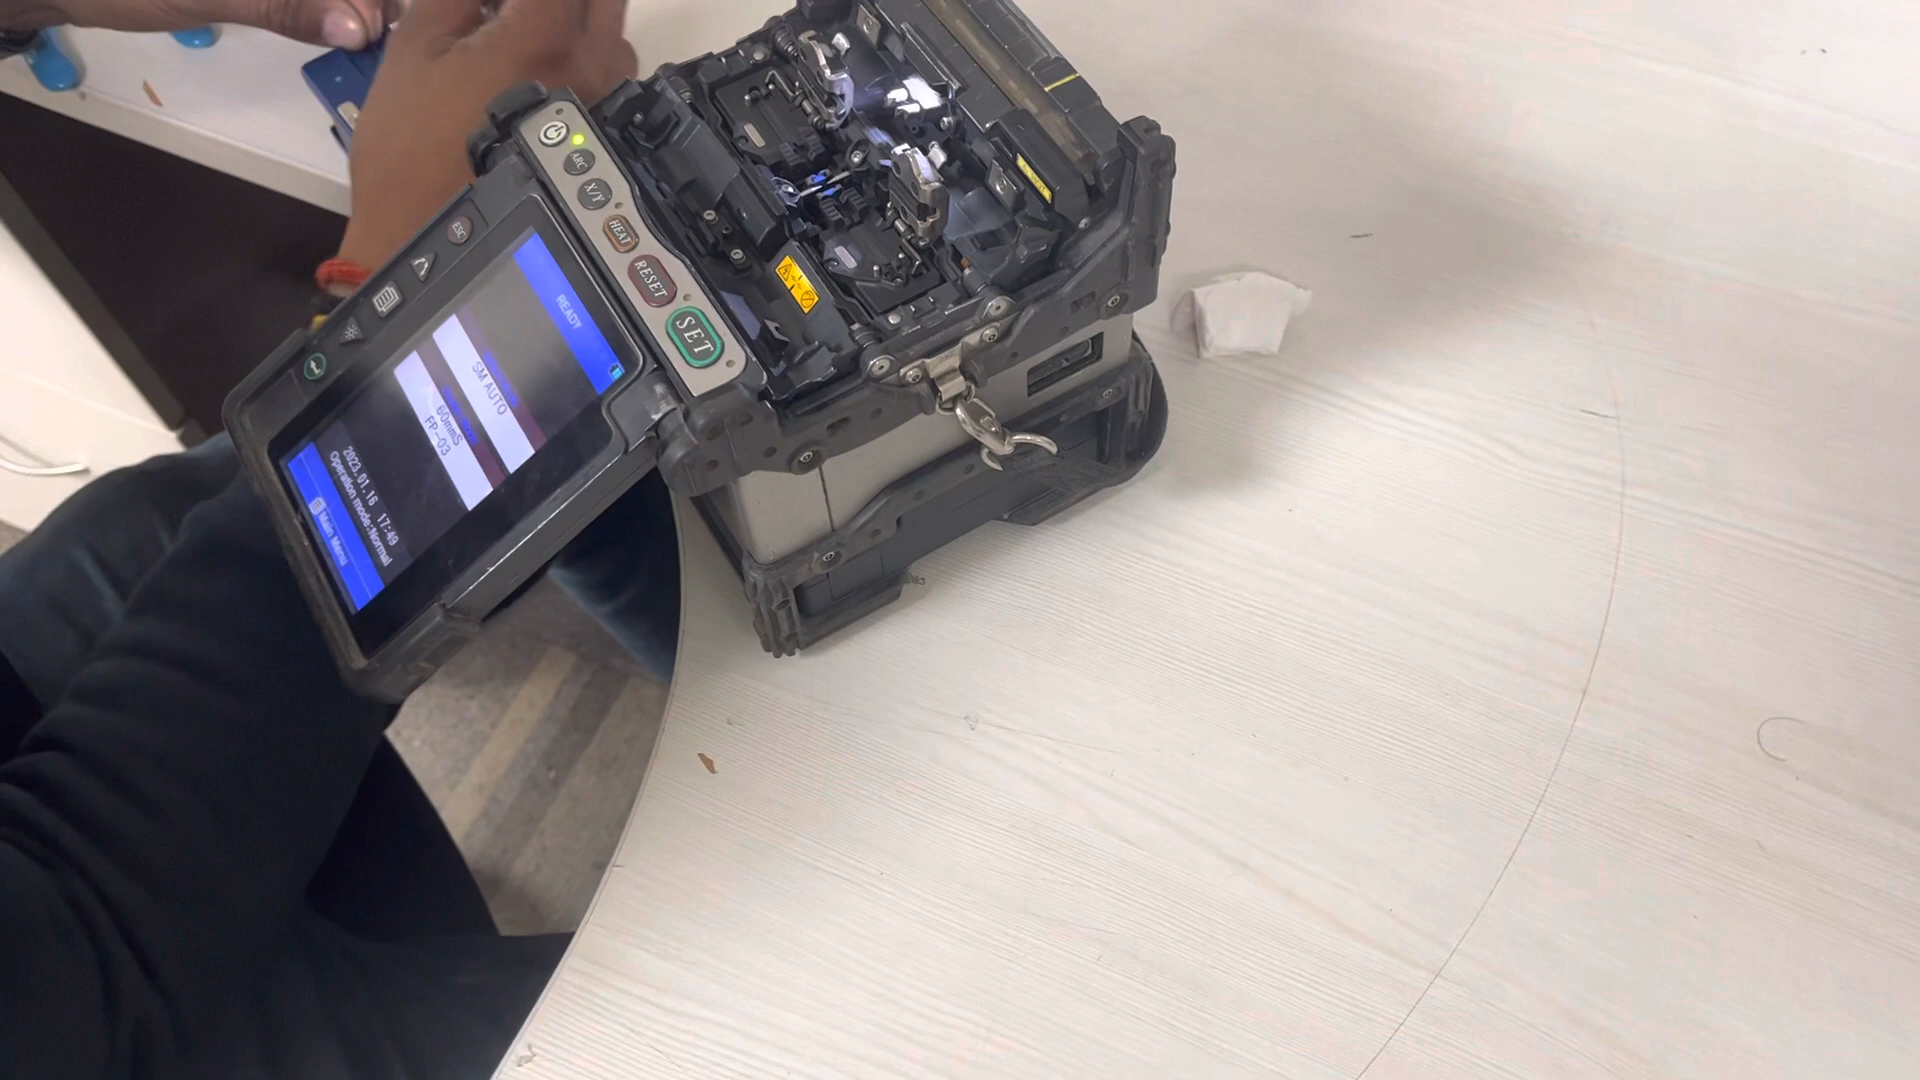 READY
SM AUTO
60mmS
FP-03
2023.01.16 17:49
Operation mode:Normal
Main Menu
ESC
ARC
X/Y
HEAT
RESET
SET